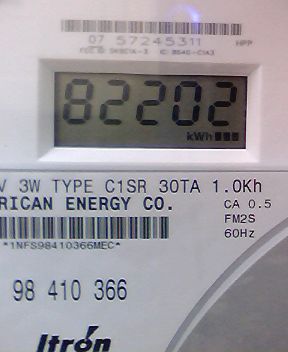 07 57245311 HPP
82202
kWh
V 3W TYPE C1SR 30TA 1.0Kh
RICAN ENERGY CO. CA 0.5
FM2S
*1NFS98410366MEC* 60Hz
98 410 366
Itron